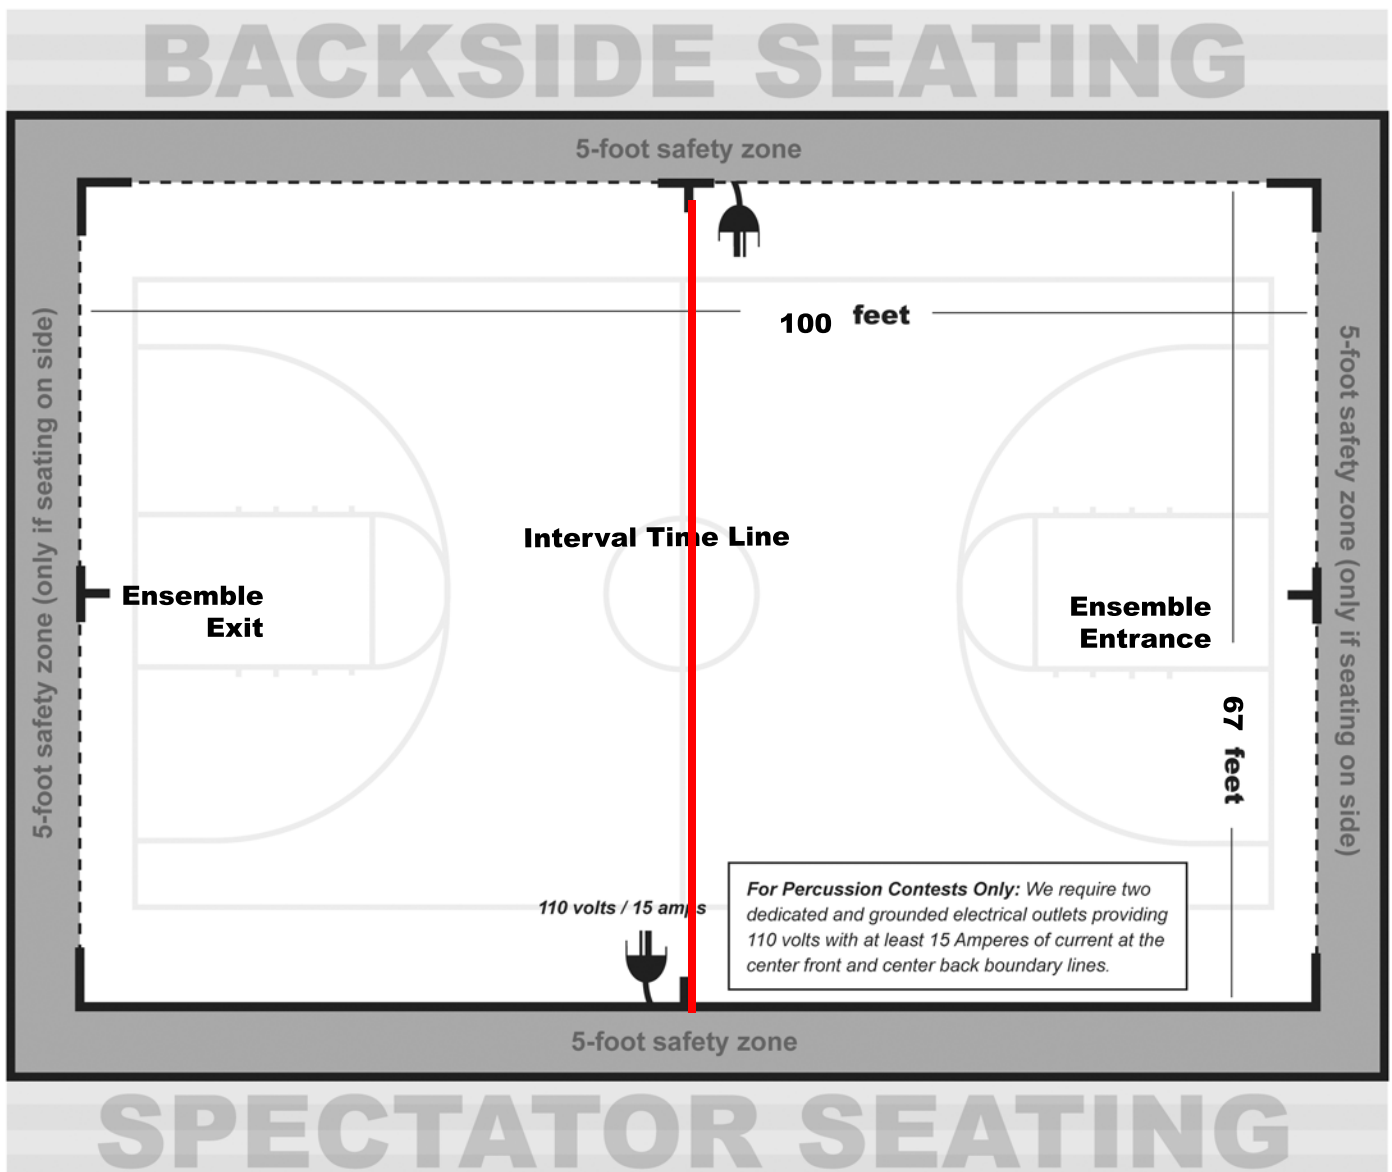 BACKSIDE SEATING
5-foot safety zone
100 feet
5-foot safety zone (only if seating on side)
5-foot safety zone (only if seating on side)
Interval Time Line
Ensemble
Exit
Ensemble
Entrance
67 feet
110 volts / 15 amps
For Percussion Contests Only: We require two
dedicated and grounded electrical outlets providing
110 volts with at least 15 Amperes of current at the
center front and center back boundary lines.
5-foot safety zone
SPECTATOR SEATING